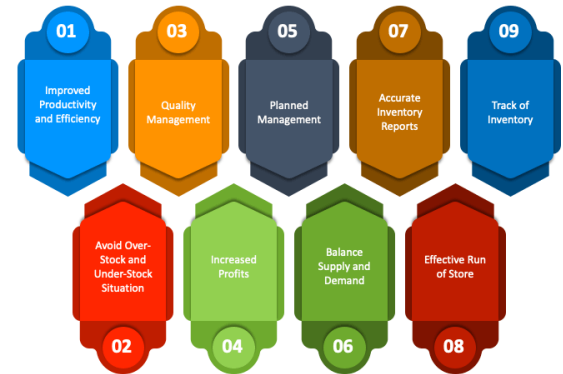 01
Improved
Productivity
and Efficiency
Avoid Over-
Stock and
Under-Stock
Situation
02
03
Quality
Management
Increased
Profits
04
05
Planned
Management
Balance
Supply and
Demand
06
07
Accurate
Inventory
Reports
Effective Run
of Store
08
09
Track of
Inventory